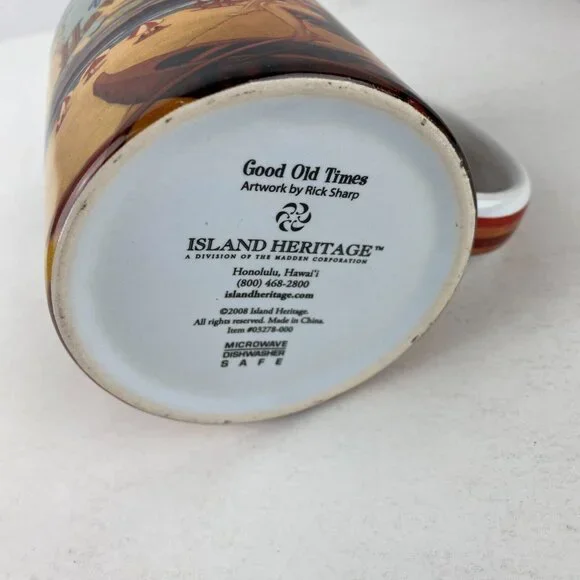 Good Old Times
Artwork by Rick Sharp
ISLAND HERITAGE™
A DIVISION OF THE MADDEN CORPORATION
Honolulu, Hawai'i
(800) 468-2800
islandheritage.com
©2008 Island Heritage.
All rights reserved. Made in China.
Item #03278-000
MICROWAVE
DISHWASHER
SAFE